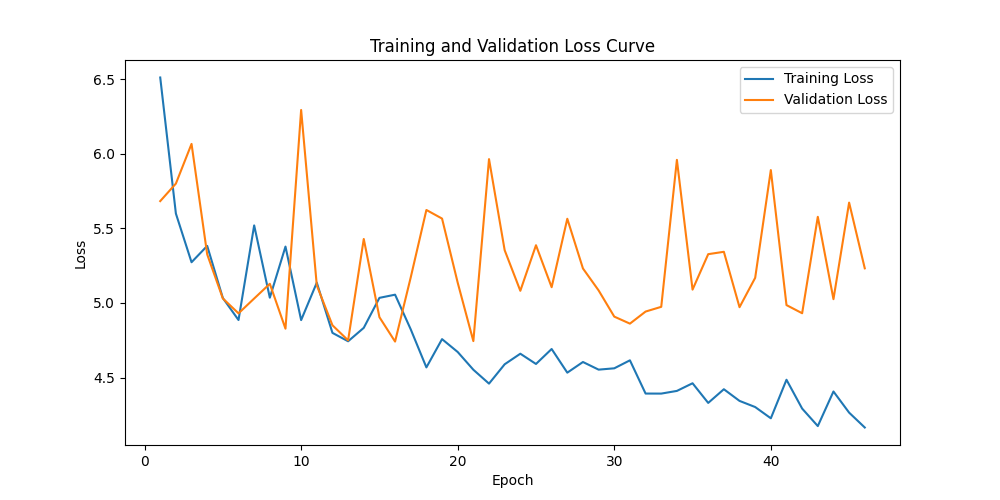 Training and Validation Loss Curve
Training Loss
Validation Loss
6.5
6.0
5.5
5.0
4.5
Loss
0 10 20 30 40
Epoch